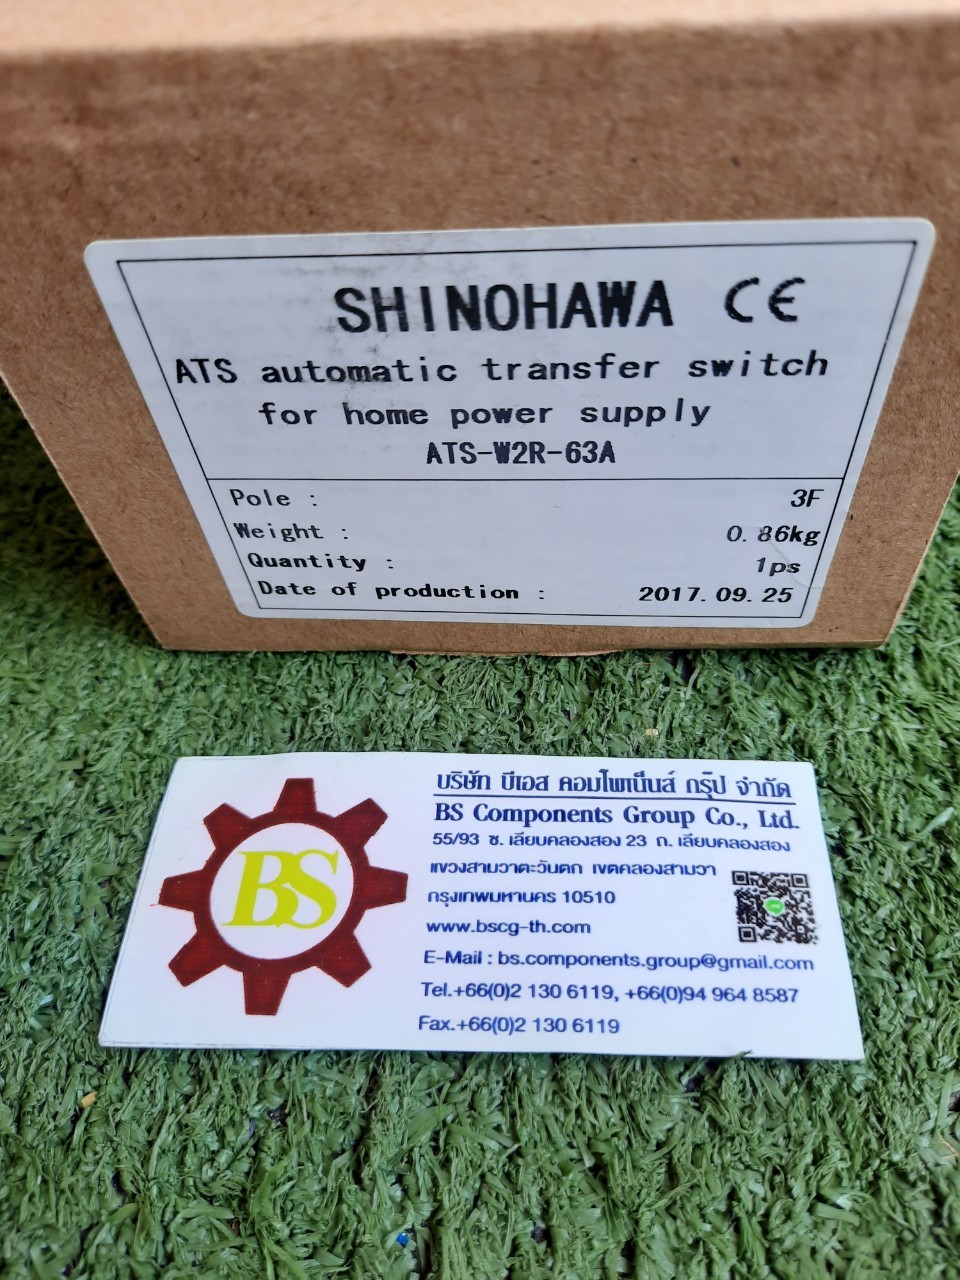 SHINOHAWA CE
ATS automatic transfer switch
for home power supply
ATS-W2R-63A
Pole : 3F
Weight : 0.86kg
Quantity : 1ps
Date of production : 2017.09.25
BS
บริษัท บีเอส คอมโพเน็นส์ กรุ๊ป จำกัด
BS Components Group Co., Ltd.
55/93 ซ. เลียบคลองสอง 23 ถ. เลียบคลองสอง
แขวงสามวาตะวันตก เขตคลองสามวา
กรุงเทพมหานคร 10510
www.bscg-th.com
E-Mail : bs.components.group@gmail.com
Tel.+66(0)2 130 6119, +66(0)94 964 8587
Fax.+66(0)2 130 6119